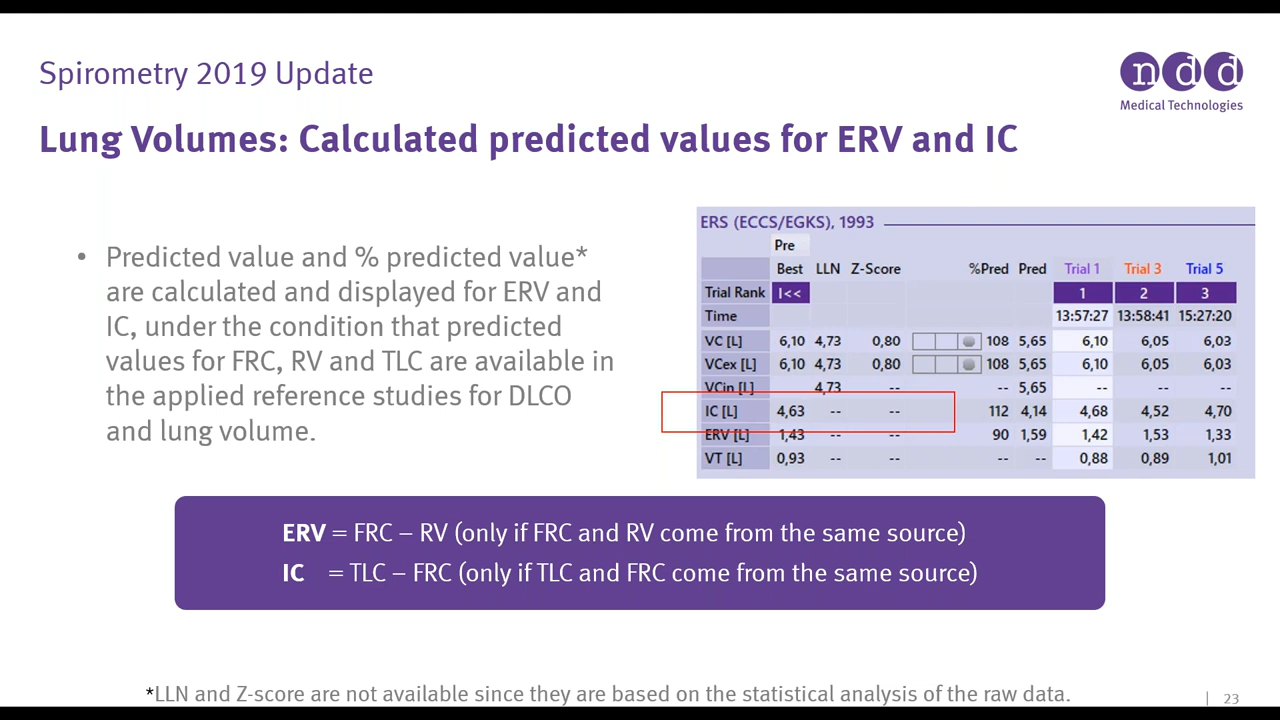 Spirometry 2019 Update
ndd
Medical Technologies
Lung Volumes: Calculated predicted values for ERV and IC
• Predicted value and % predicted value*
are calculated and displayed for ERV and
IC, under the condition that predicted
values for FRC, RV and TLC are available in
the applied reference studies for DLCO
and lung volume.
ERS (ECCS/EGKS), 1993
Pre
Best LLN Z-Score %Pred Pred Trial 1 Trial 3 Trial 5
Trial Rank I<< 1 2 3
Time 13:57:27 13:58:41 15:27:20
VC [L] 6,10 4,73 0,80 108 5,65 6,10 6,05 6,03
VCex [L] 6,10 4,73 0,80 108 5,65 6,10 6,05 6,03
VCin [L] 4,73 -- -- 5,65 -- -- --
IC [L] 4,63 -- -- 112 4,14 4,68 4,52 4,70
ERV [L] 1,43 -- -- 90 1,59 1,42 1,53 1,33
VT [L] 0,93 -- -- -- -- 0,88 0,89 1,01
ERV = FRC – RV (only if FRC and RV come from the same source)
IC = TLC – FRC (only if TLC and FRC come from the same source)
*LLN and Z-score are not available since they are based on the statistical analysis of the raw data.
| 23